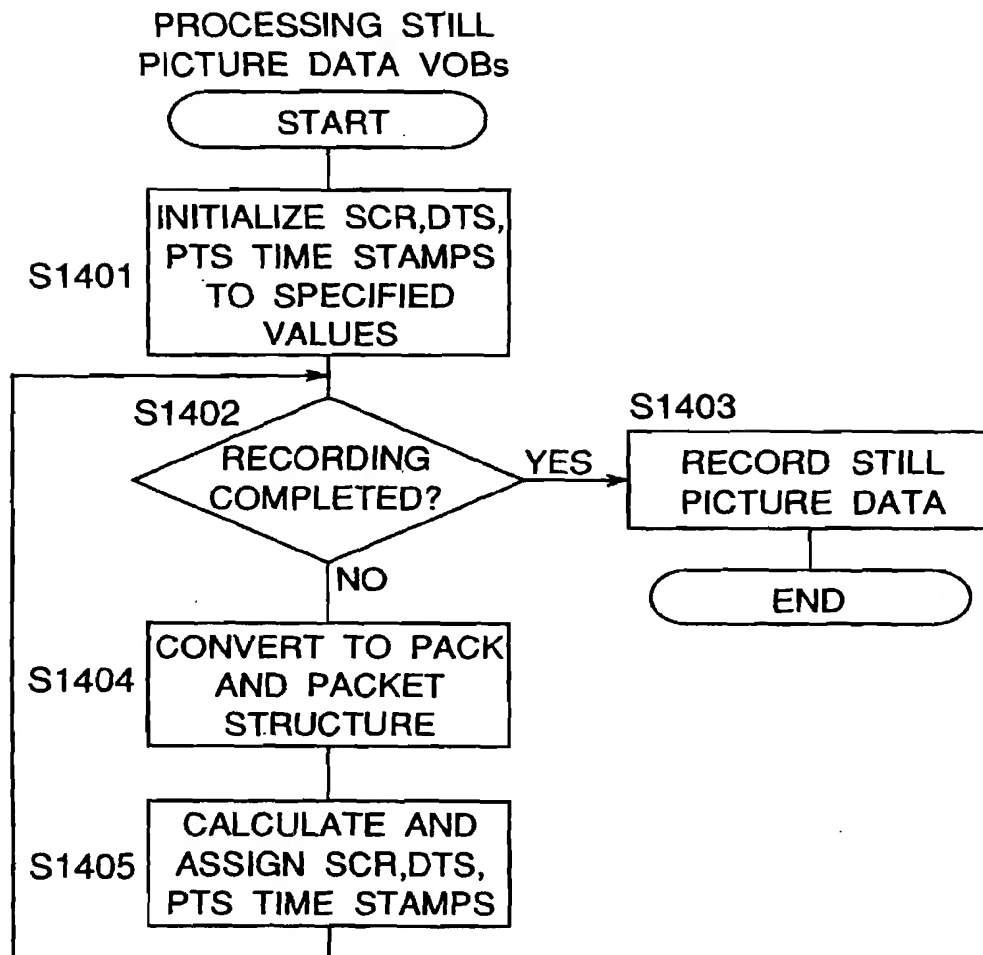 PROCESSING STILL
PICTURE DATA VOBs
START
S1401
INITIALIZE SCR,DTS,
PTS TIME STAMPS
TO SPECIFIED
VALUES
S1402
RECORDING
COMPLETED?
YES
S1403
RECORD STILL
PICTURE DATA
END
NO
S1404
CONVERT TO PACK
AND PACKET
STRUCTURE
S1405
CALCULATE AND
ASSIGN SCR,DTS,
PTS TIME STAMPS